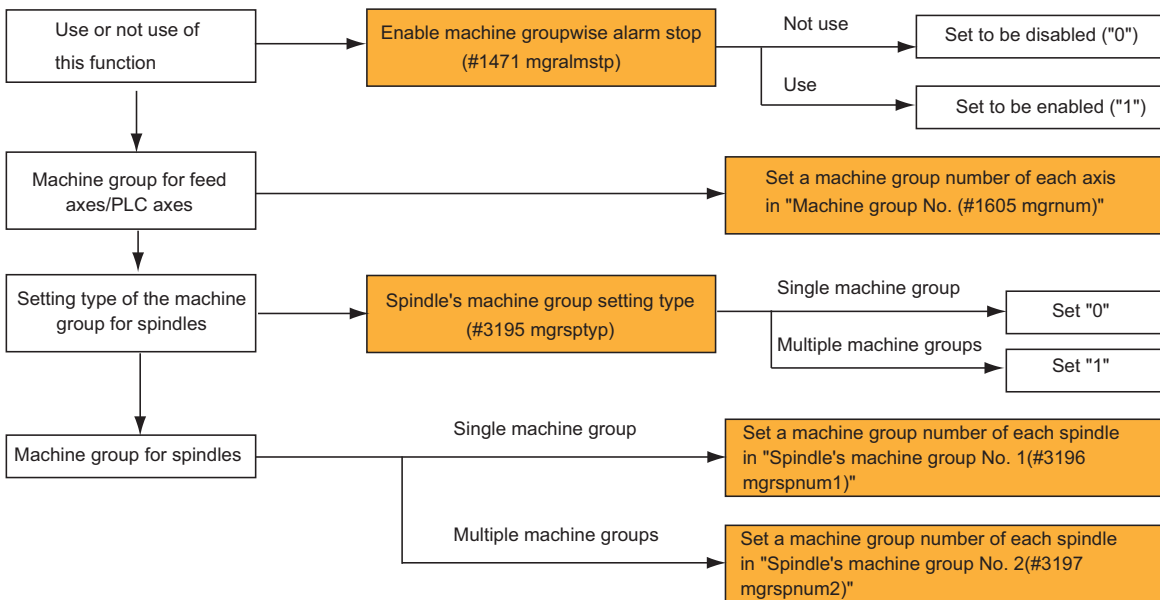 Use or not use of
this function
Enable machine groupwise alarm stop
(#1471 mgralmstp)
Not use
Set to be disabled ("0")
Use
Set to be enabled ("1")
Machine group for feed
axes/PLC axes
Set a machine group number of each axis
in "Machine group No. (#1605 mgrnum)"
Setting type of the machine
group for spindles
Spindle's machine group setting type
(#3195 mgrsptyp)
Single machine group
Set "0"
Multiple machine groups
Set "1"
Machine group for spindles
Single machine group
Set a machine group number of each spindle
in "Spindle's machine group No. 1(#3196
mgrspnum1)"
Multiple machine groups
Set a machine group number of each spindle
in "Spindle's machine group No. 2(#3197
mgrspnum2)"